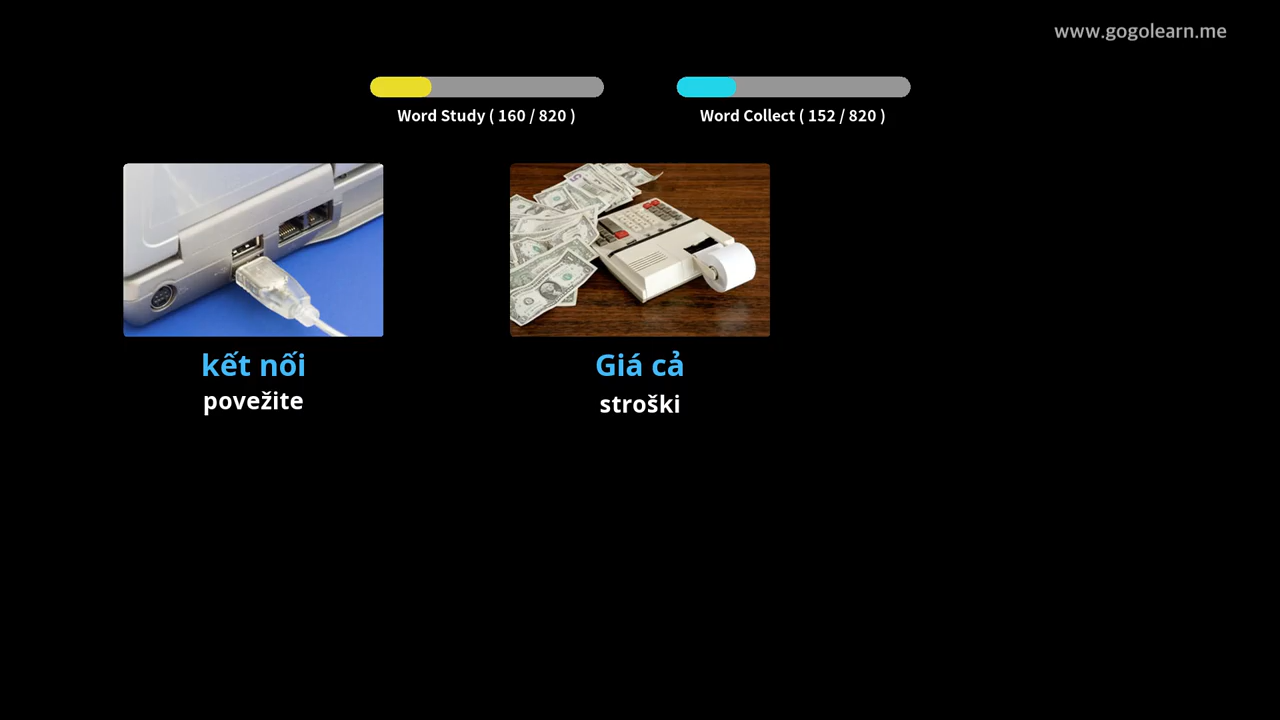 www.gogolearn.me
Word Study ( 160 / 820 )
Word Collect ( 152 / 820 )
kết nối
povežite
Giá cả
stroški